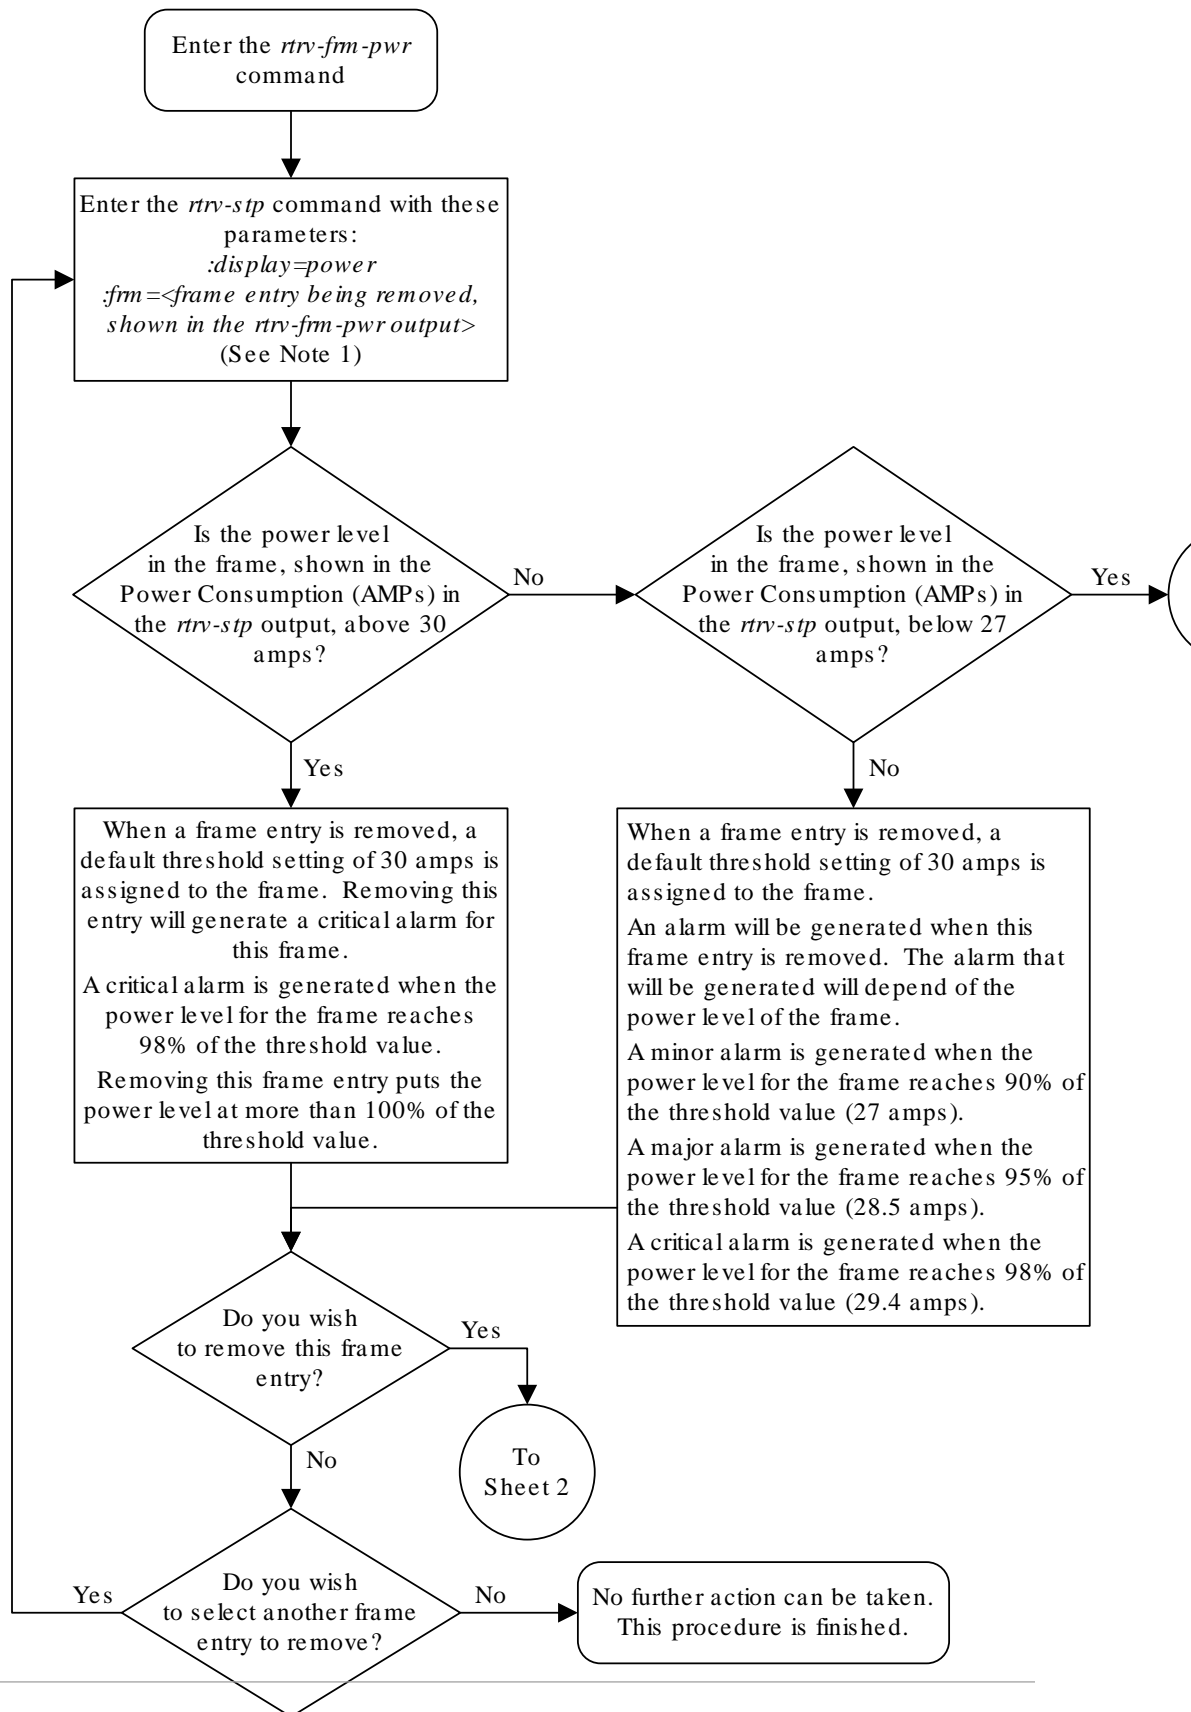 Enter the rtrv-frm-pwr
command
Enter the rtrv-stp command with these
parameters:
:display=power
:frm=<frame entry being removed,
shown in the rtrv-frm-pwr output>
(See Note 1)
Is the power level
in the frame, shown in the
Power Consumption (AMPs) in
the rtrv-stp output, above 30
amps?
No
Is the power level
in the frame, shown in the
Power Consumption (AMPs) in
the rtrv-stp output, below 27
amps?
Yes
Yes
No
When a frame entry is removed, a
default threshold setting of 30 amps is
assigned to the frame. Removing this
entry will generate a critical alarm for
this frame.
A critical alarm is generated when the
power level for the frame reaches
98% of the threshold value.
Removing this frame entry puts the
power level at more than 100% of the
threshold value.
When a frame entry is removed, a
default threshold setting of 30 amps is
assigned to the frame.
An alarm will be generated when this
frame entry is removed. The alarm that
will be generated will depend of the
power level of the frame.
A minor alarm is generated when the
power level for the frame reaches 90% of
the threshold value (27 amps).
A major alarm is generated when the
power level for the frame reaches 95% of
the threshold value (28.5 amps).
A critical alarm is generated when the
power level for the frame reaches 98% of
the threshold value (29.4 amps).
Do you wish
to remove this frame
entry?
Yes
To
Sheet 2
No
Do you wish
to select another frame
entry to remove?
Yes
No
No further action can be taken.
This procedure is finished.